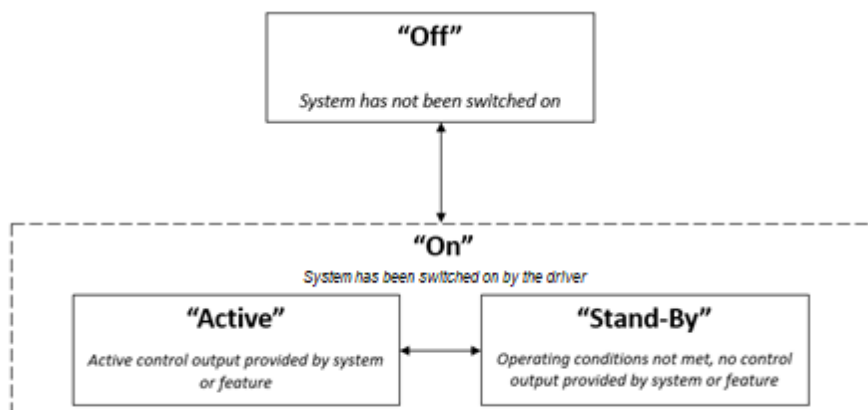 “Off”
System has not been switched on
“On”
System has been switched on by the driver
“Active”
Active control output provided by system
or feature
“Stand-By”
Operating conditions not met, no control
output provided by system or feature